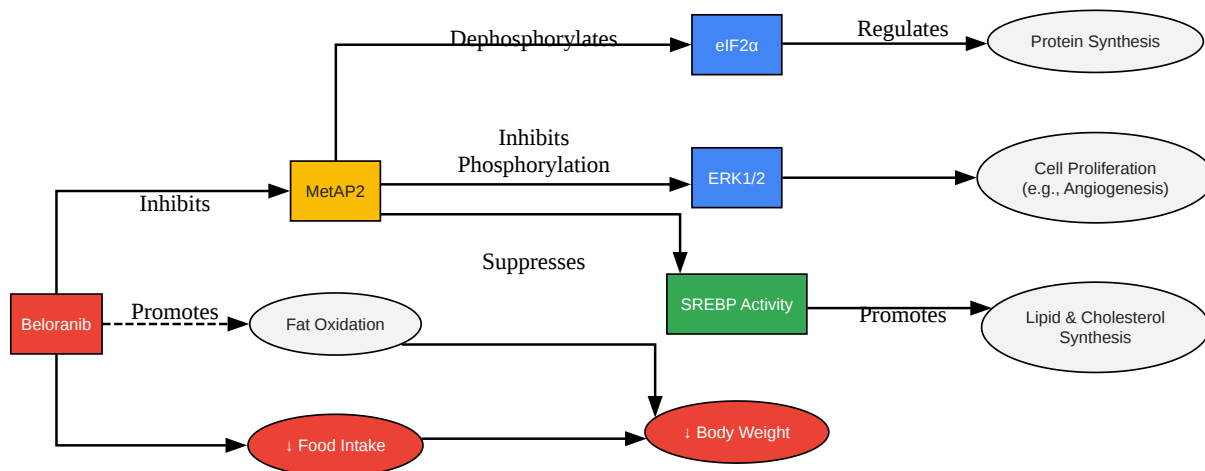 Dephosphorylates
eIF2α
Regulates
Protein Synthesis
Inhibits
Phosphorylation
MetAP2
ERK1/2
Cell Proliferation
(e.g., Angiogenesis)
Inhibits
Suppresses
SREBP Activity
Promotes
Lipid & Cholesterol
Synthesis
Beloranib
Promotes
Fat Oxidation
↓ Food Intake
↓ Body Weight